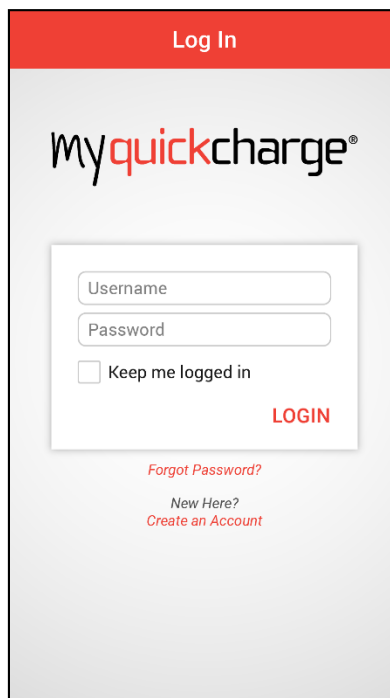 Log In
myquickcharge®
Username
Password
Keep me logged in
LOGIN
Forgot Password?
New Here?
Create an Account